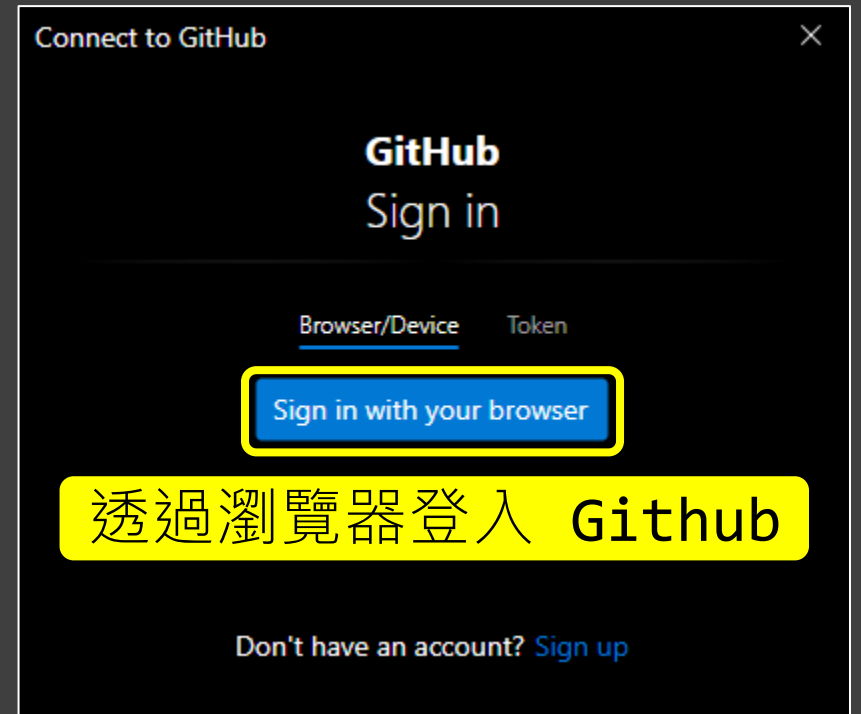 Connect to GitHub
GitHub
Sign in
Browser/Device Token
Sign in with your browser
透過瀏覽器登入 Github
Don't have an account? Sign up